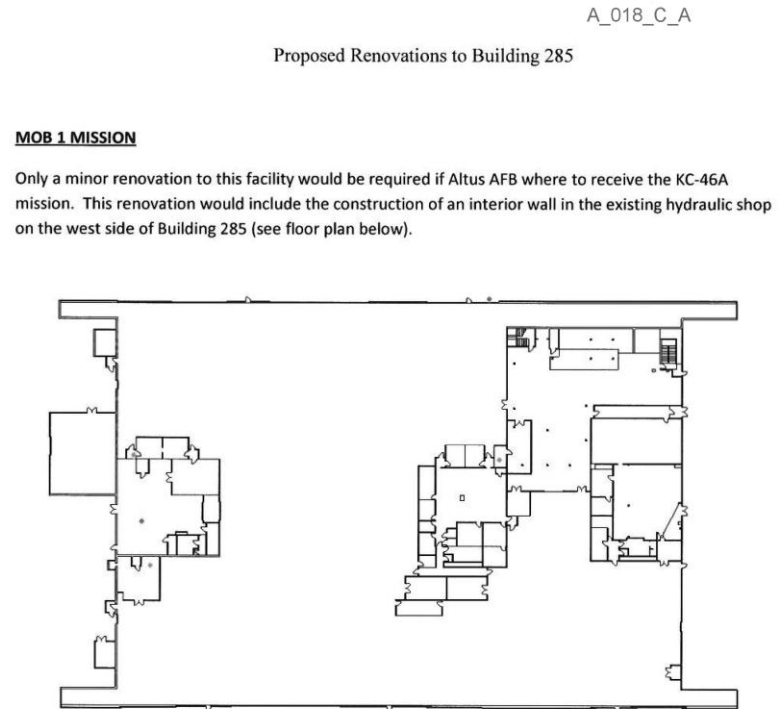 A_018_C_A
Proposed Renovations to Building 285
MOB 1 MISSION
Only a minor renovation to this facility would be required if Altus AFB where to receive the KC-46A
mission. This renovation would include the construction of an interior wall in the existing hydraulic shop
on the west side of Building 285 (see floor plan below).